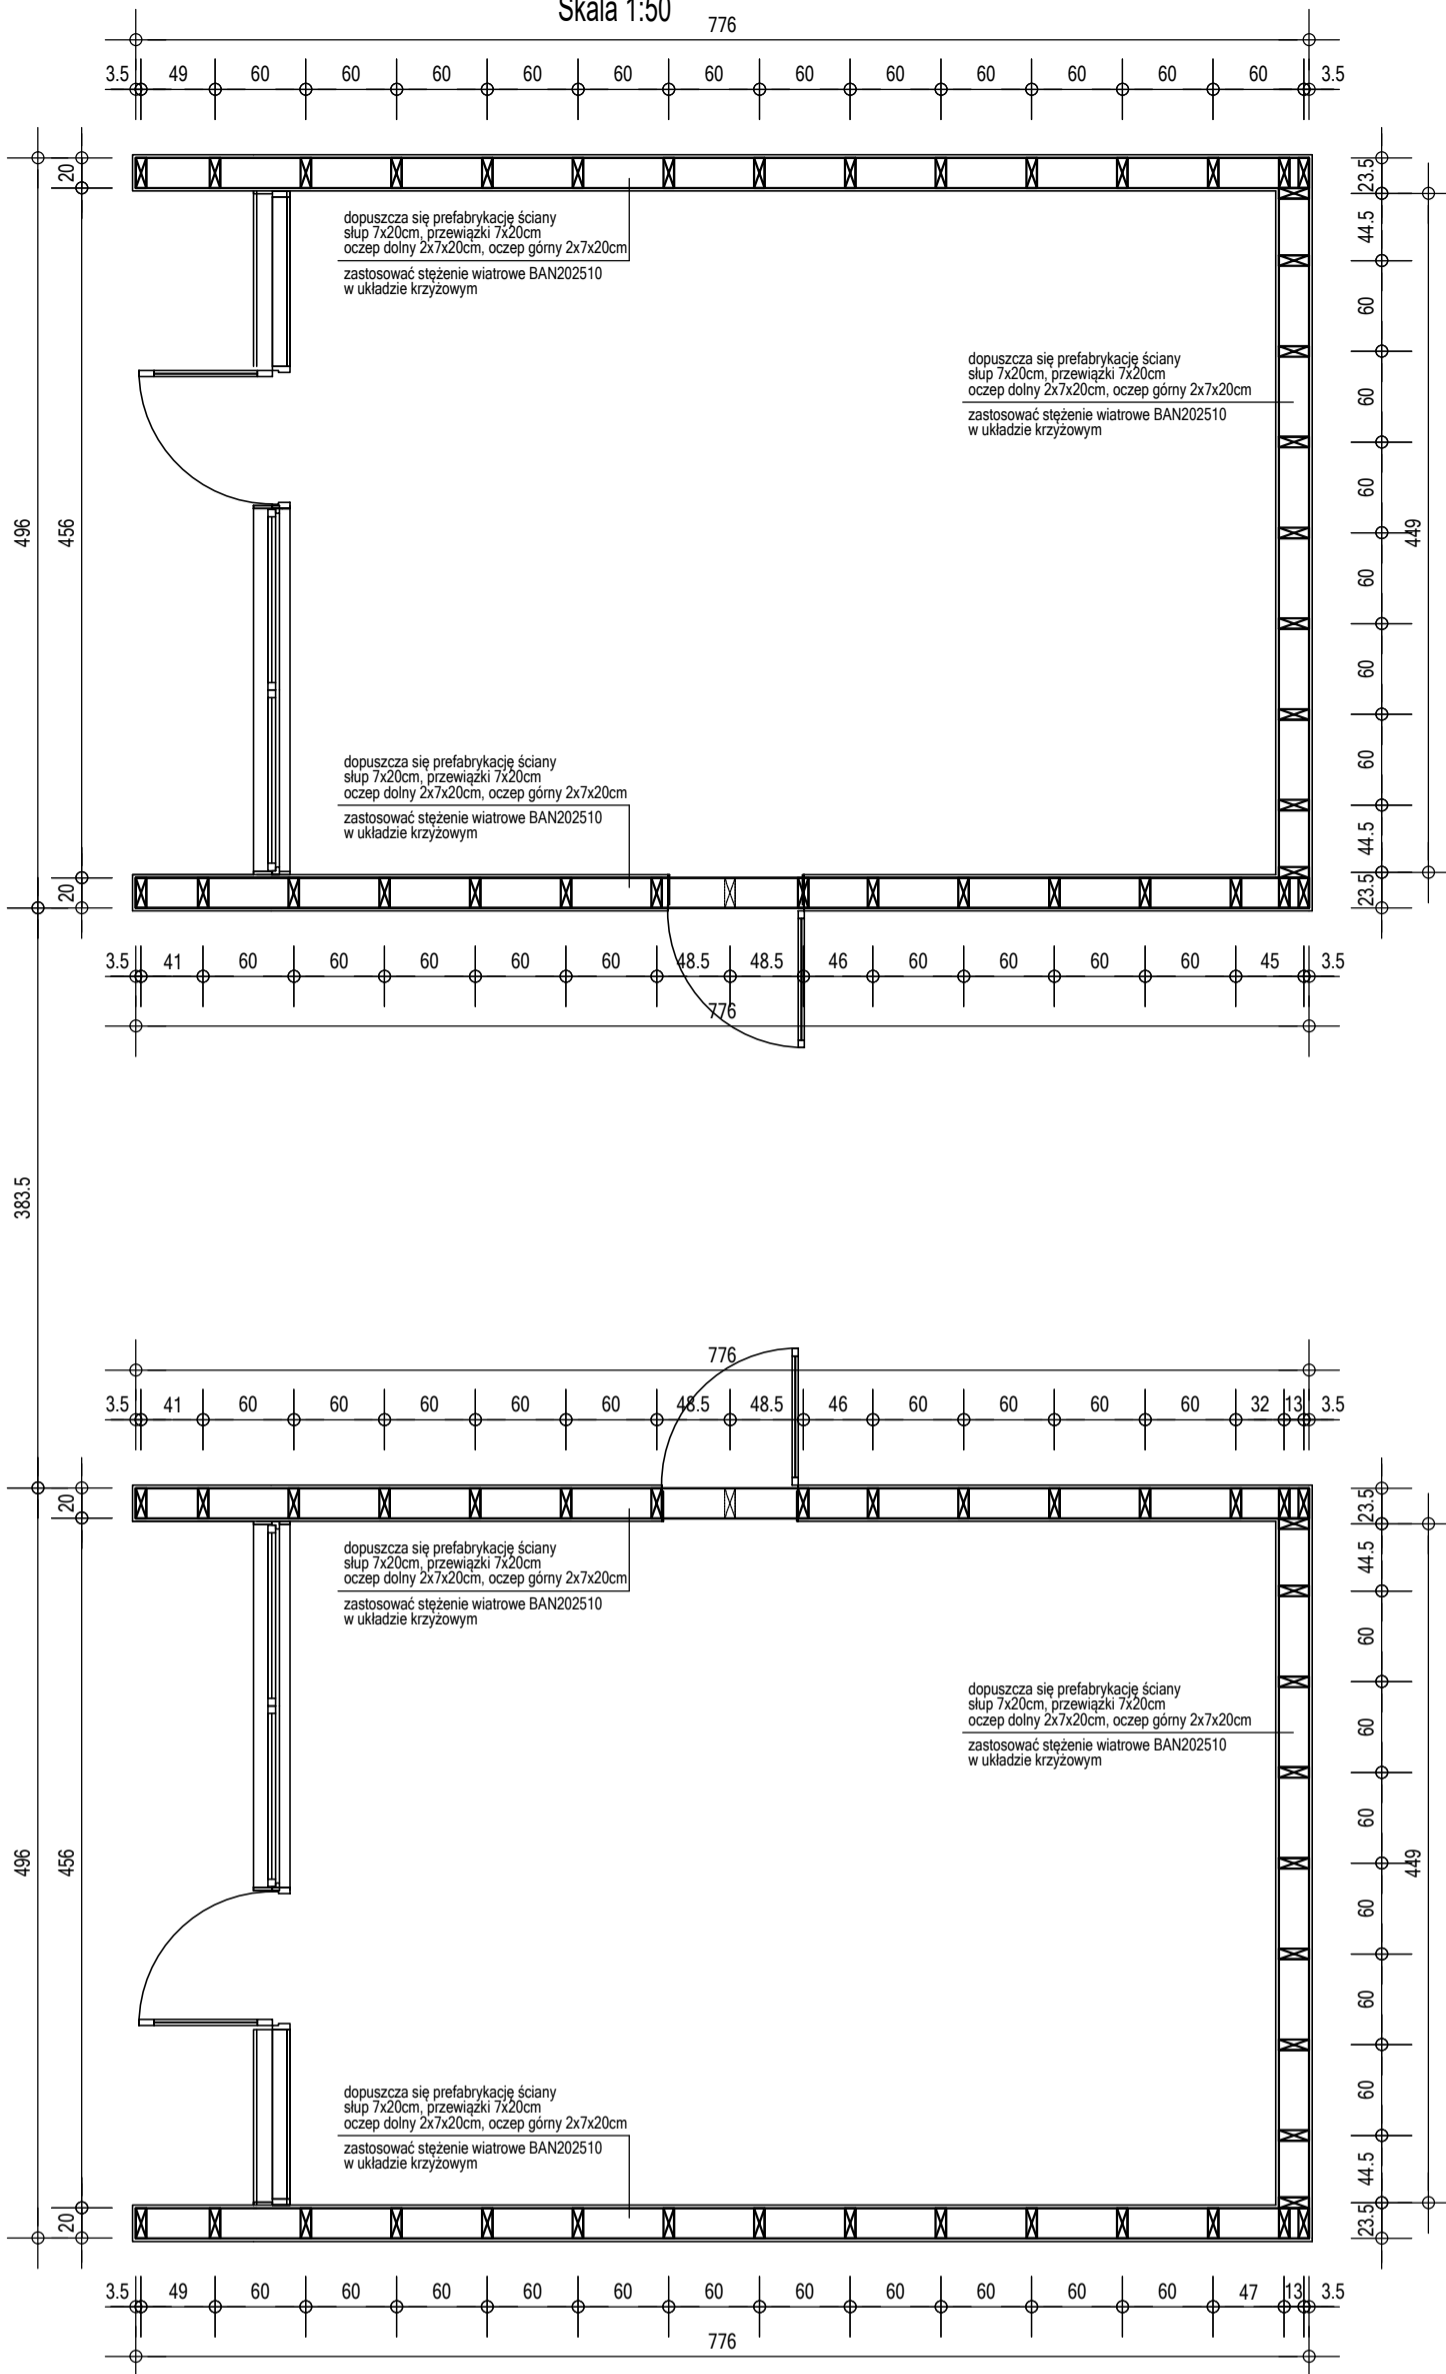 Skala 1:50
776
3.5 49 60 60 60 60 60 60 60 60 60 60 60 60 3.5
20
23.5
44.5
dopuszcza się prefabrykację ściany
słup 7x20cm, przewiązki 7x20cm
oczep dolny 2x7x20cm, oczep górny 2x7x20cm
zastosować stężenie wiatrowe BAN202510
w układzie krzyżowym
60
dopuszcza się prefabrykację ściany
słup 7x20cm, przewiązki 7x20cm
oczep dolny 2x7x20cm, oczep górny 2x7x20cm
zastosować stężenie wiatrowe BAN202510
w układzie krzyżowym
60
60
496
456
449
60
60
60
dopuszcza się prefabrykację ściany
słup 7x20cm, przewiązki 7x20cm
oczep dolny 2x7x20cm, oczep górny 2x7x20cm
zastosować stężenie wiatrowe BAN202510
w układzie krzyżowym
44.5
20
23.5
3.5 41 60 60 60 60 60 48.5 48.5 46 60 60 60 60 45 3.5
776
383.5
776
3.5 41 60 60 60 60 60 48.5 48.5 46 60 60 60 60 32 13 3.5
20
23.5
44.5
dopuszcza się prefabrykację ściany
słup 7x20cm, przewiązki 7x20cm
oczep dolny 2x7x20cm, oczep górny 2x7x20cm
zastosować stężenie wiatrowe BAN202510
w układzie krzyżowym
60
dopuszcza się prefabrykację ściany
słup 7x20cm, przewiązki 7x20cm
oczep dolny 2x7x20cm, oczep górny 2x7x20cm
zastosować stężenie wiatrowe BAN202510
w układzie krzyżowym
60
60
496
456
449
60
60
60
dopuszcza się prefabrykację ściany
słup 7x20cm, przewiązki 7x20cm
oczep dolny 2x7x20cm, oczep górny 2x7x20cm
zastosować stężenie wiatrowe BAN202510
w układzie krzyżowym
44.5
20
23.5
3.5 49 60 60 60 60 60 60 60 60 60 60 60 47 13 3.5
776